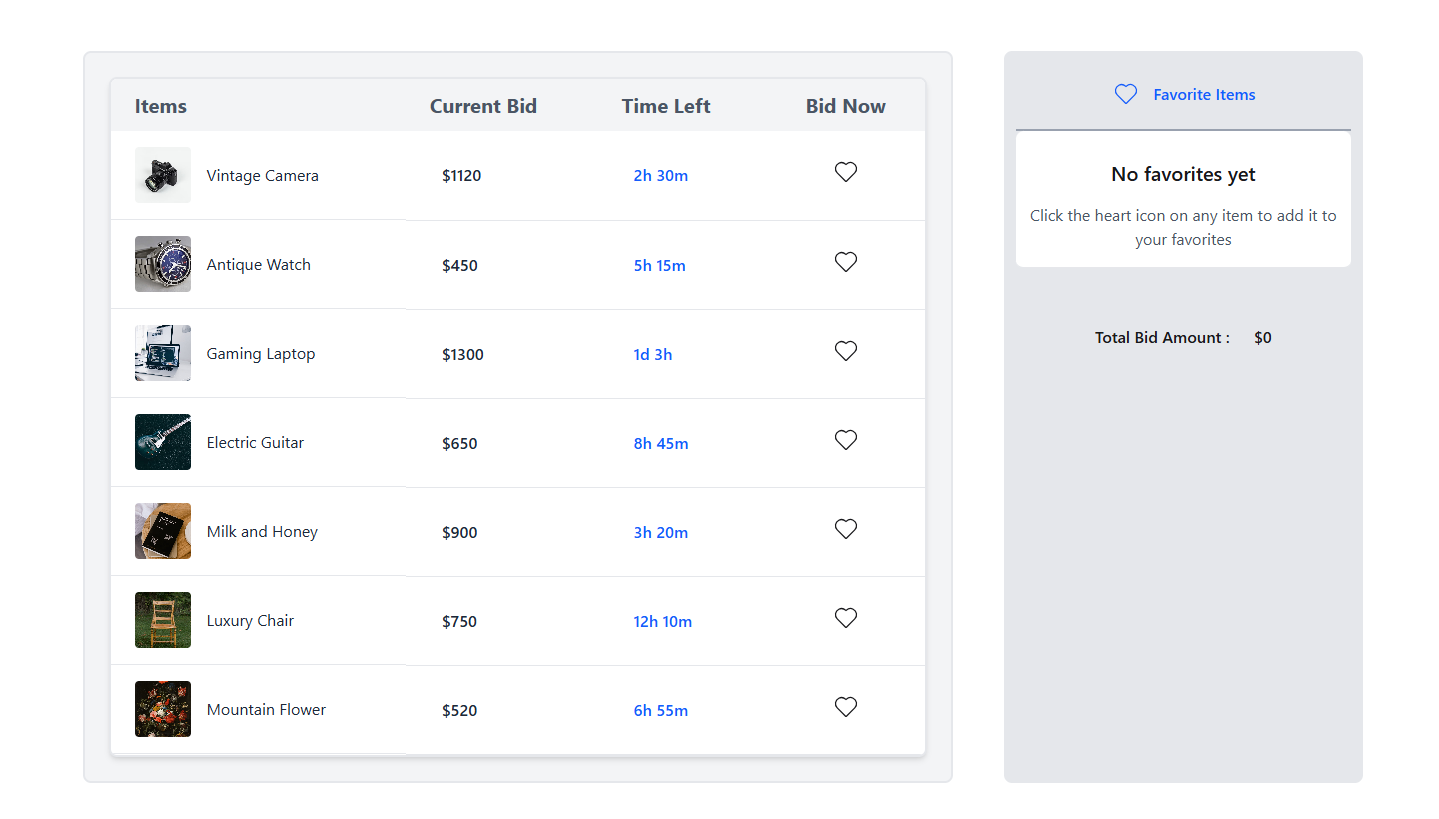 Items Current Bid Time Left Bid Now
Vintage Camera $1120 2h 30m
Antique Watch $450 5h 15m
Gaming Laptop $1300 1d 3h
Electric Guitar $650 8h 45m
Milk and Honey $900 3h 20m
Luxury Chair $750 12h 10m
Mountain Flower $520 6h 55m
Favorite Items
No favorites yet
Click the heart icon on any item to add it to
your favorites
Total Bid Amount : $0